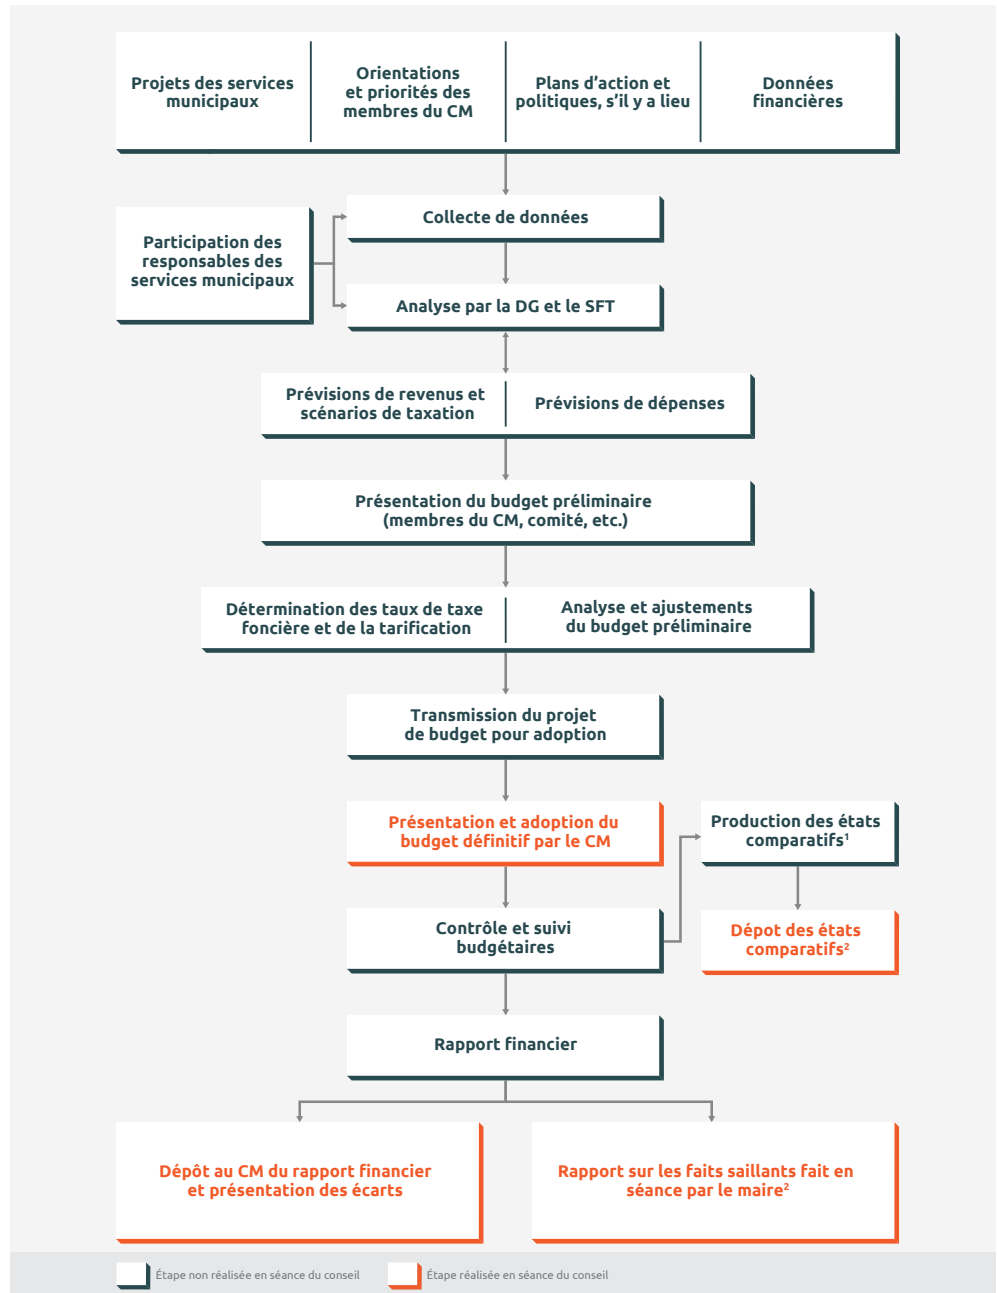 Projets des services
municipaux
Orientations
et priorités des
membres du CM
Plans d'action et
politiques, s'il y a lieu
Données
financières
Collecte de données
Participation des
responsables des
services municipaux
Analyse par la DG et le SFT
Prévisions de revenus et
scénarios de taxation
Prévisions de dépenses
Présentation du budget préliminaire
(membres du CM, comité, etc.)
Détermination des taux de taxe
foncière et de la tarification
Analyse et ajustements
du budget préliminaire
Transmission du projet
de budget pour adoption
Présentation et adoption du
budget définitif par le CM
Production des états
comparatifs¹
Contrôle et suivi
budgétaires
Dépot des états
comparatifs²
Rapport financier
Dépôt au CM du rapport financier
et présentation des écarts
Rapport sur les faits saillants fait en
séance par le maire²
Étape non réalisée en séance du conseil
Étape réalisée en séance du conseil